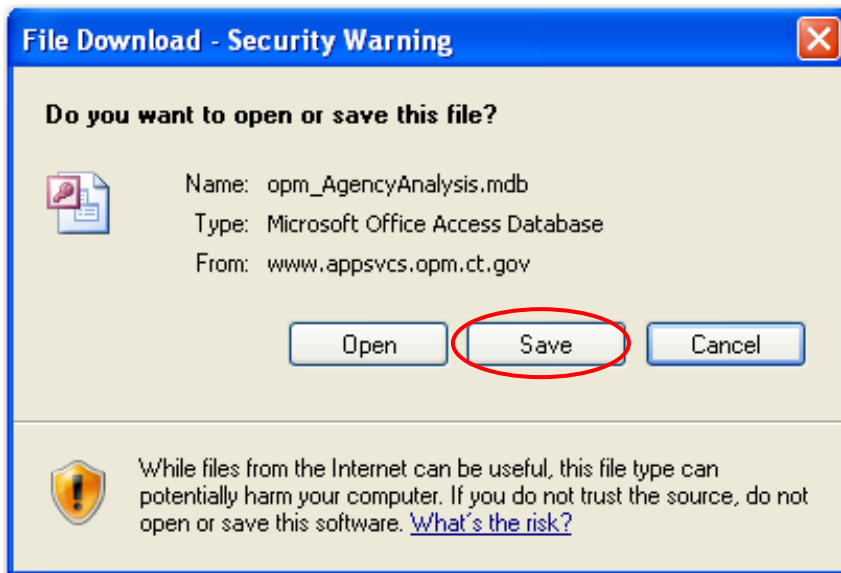 File Download - Security Warning
Do you want to open or save this file?
Name: opm_AgencyAnalysis.mdb
Type: Microsoft Office Access Database
From: www.appsvcs.opm.ct.gov
Open Save Cancel
While files from the Internet can be useful, this file type can
potentially harm your computer. If you do not trust the source, do not
open or save this software. What's the risk?